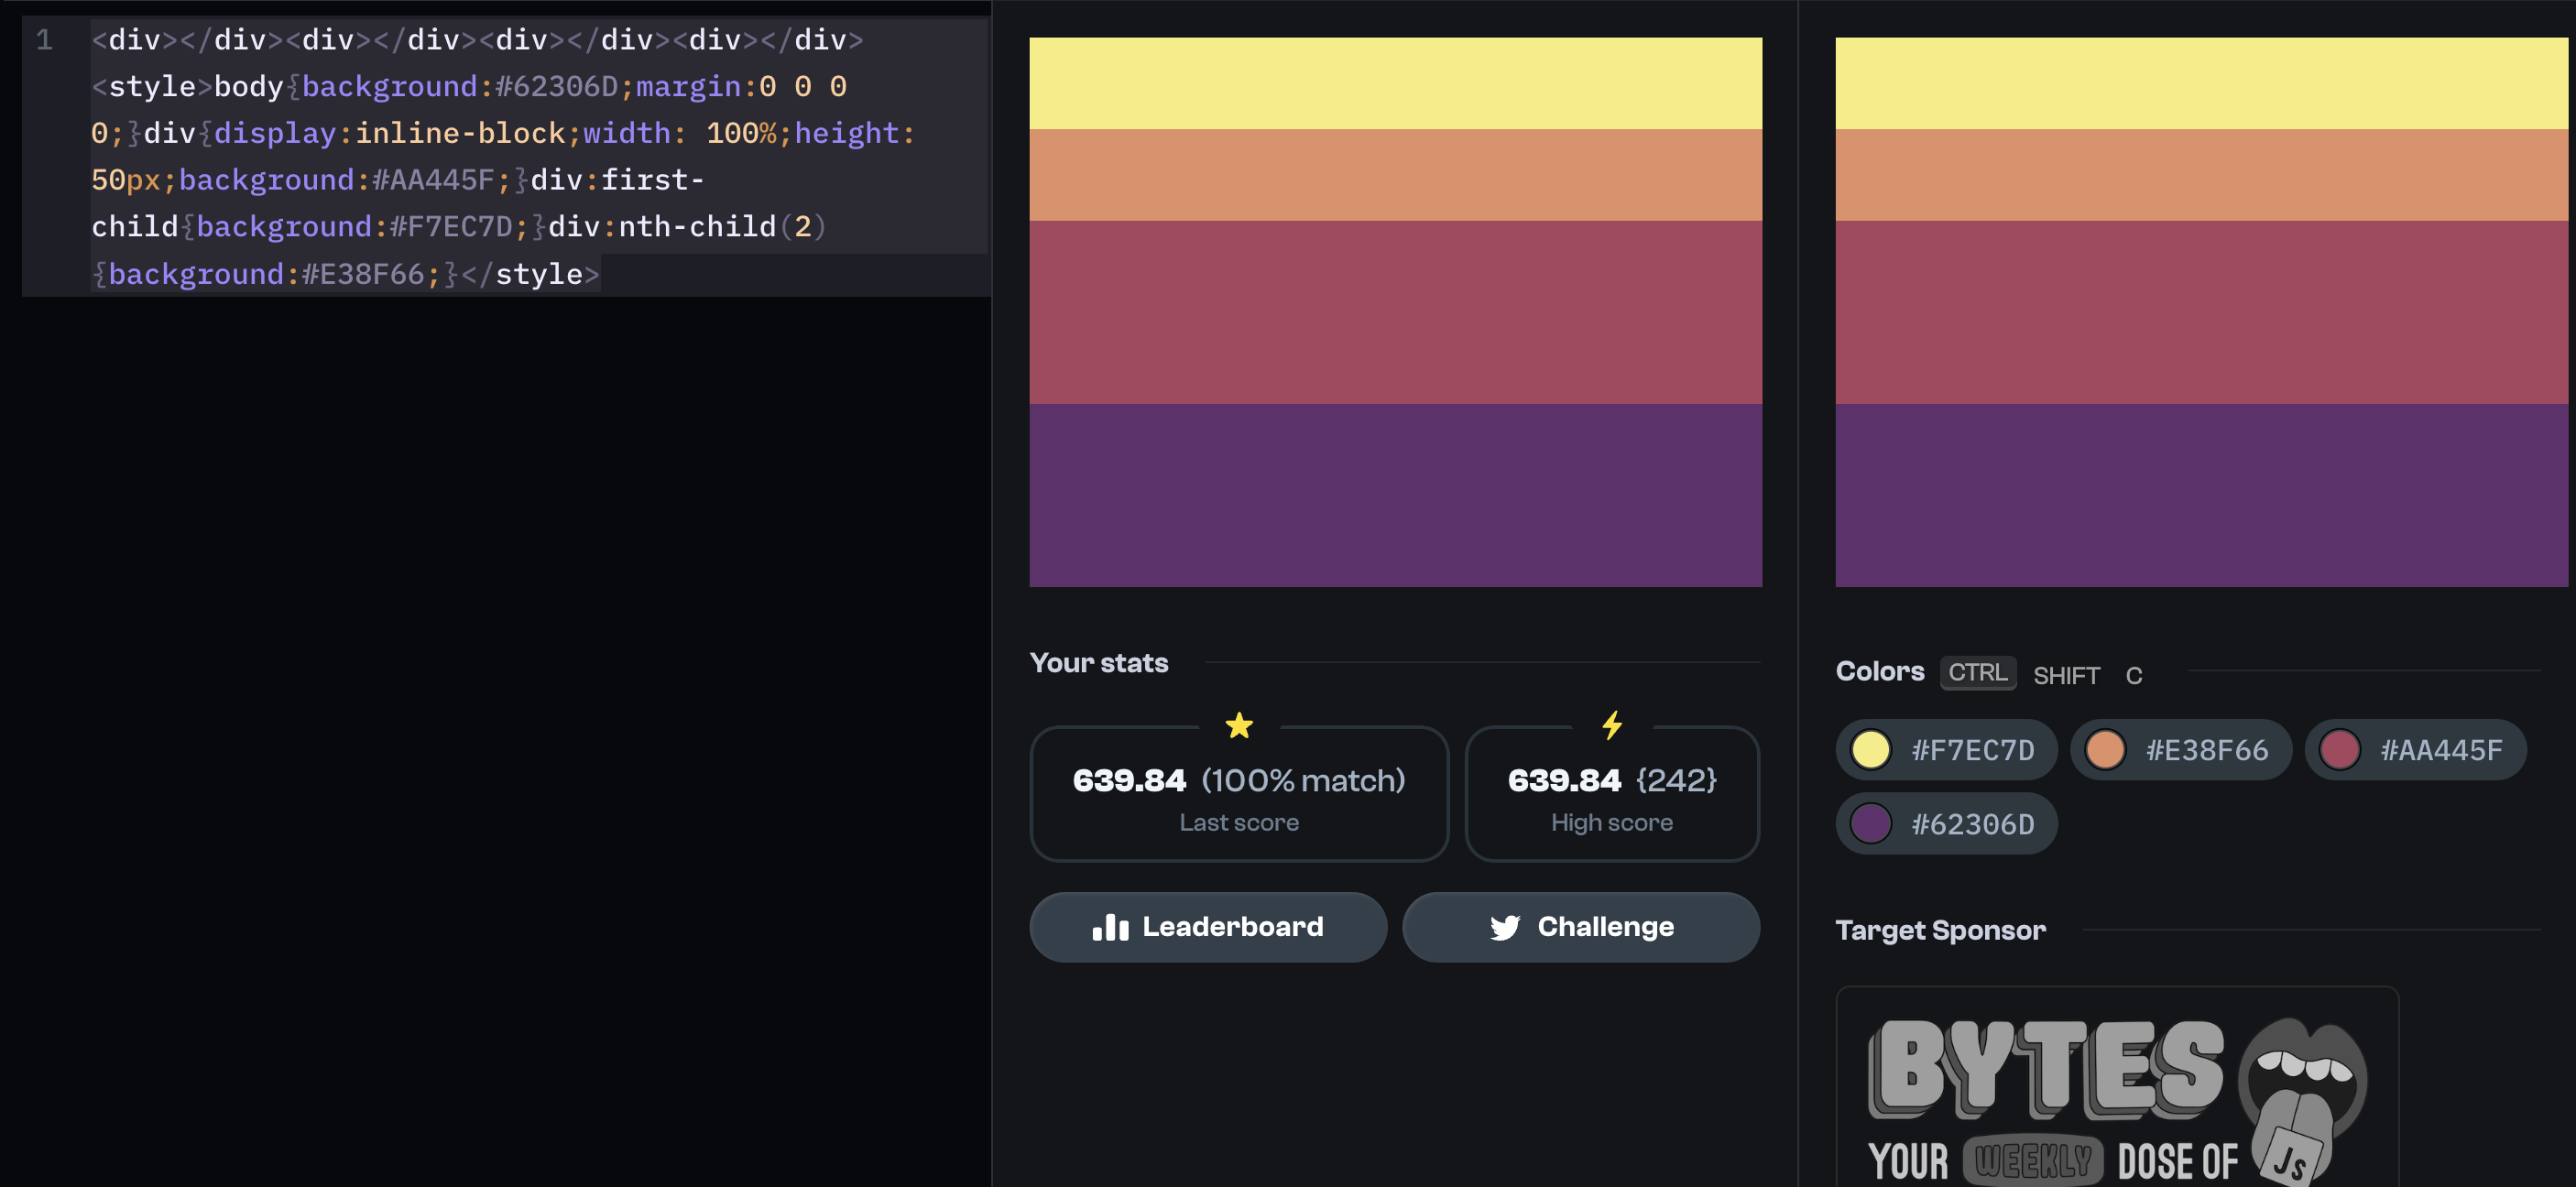 1
<div></div><div></div><div></div><div></div>
<style>body{background:#62306D;margin:0 0 0
0;}div{display:inline-block;width: 100%;height:
50px;background:#AA445F;}div:first-
child{background:#F7EC7D;}div:nth-child(2)
{background:#E38F66;}</style>
Your stats
639.84 (100% match)
Last score
639.84 {242}
High score
Leaderboard
Challenge
Colors CTRL SHIFT C
#F7EC7D
#E38F66
#AA445F
#62306D
Target Sponsor
BYTES
YOUR WEEKLY DOSE OF
JS